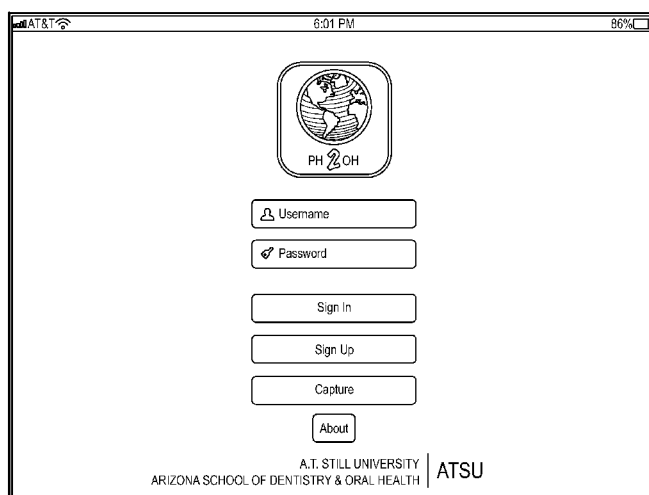 AT&T 6:01 PM 86%
PH 2 OH
Username
Password
Sign In
Sign Up
Capture
About
A.T. STILL UNIVERSITY
ARIZONA SCHOOL OF DENTISTRY & ORAL HEALTH
ATSU